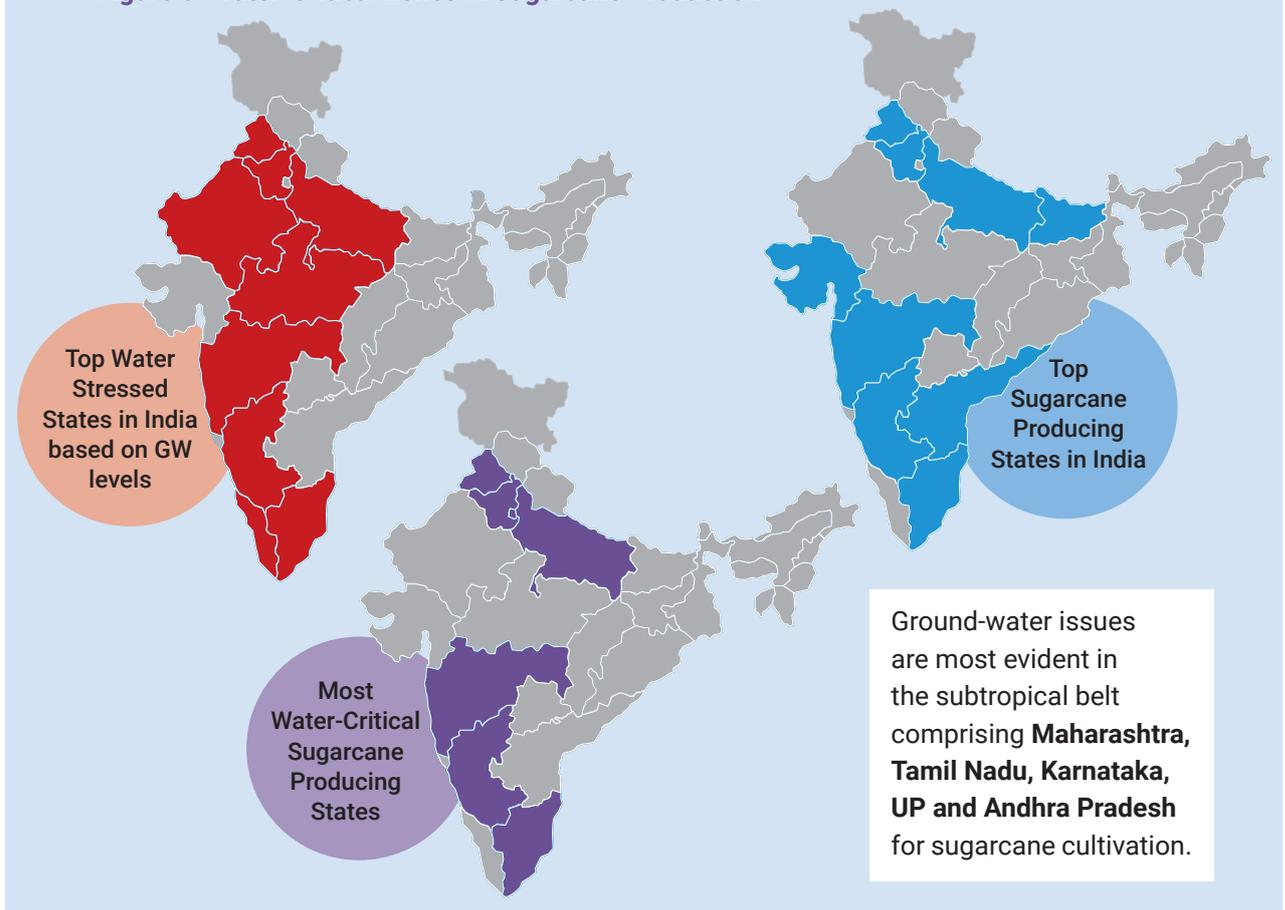 Top Water
Stressed
States in India
based on GW
levels
Top
Sugarcane
Producing
States in India
Most
Water-Critical
Sugarcane
Producing
States
Ground-water issues
are most evident in
the subtropical belt
comprising Maharashtra,
Tamil Nadu, Karnataka,
UP and Andhra Pradesh
for sugarcane cultivation.